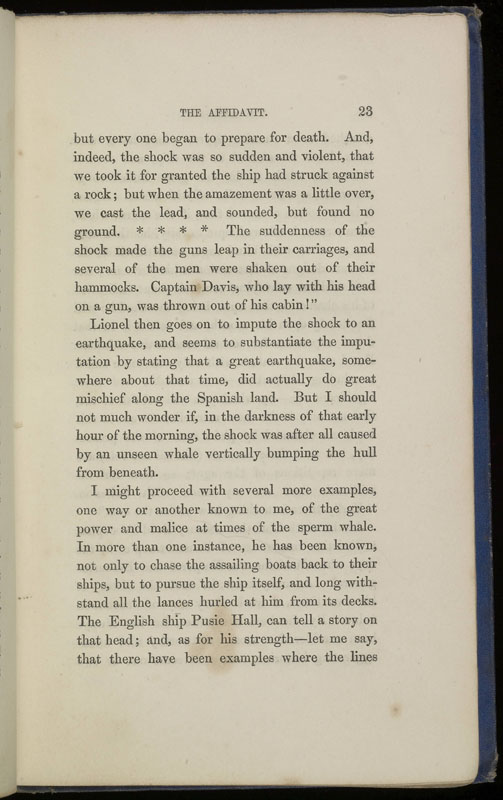 THE AFFIDAVIT. 23
but every one began to prepare for death. And,
indeed, the shock was so sudden and violent, that
we took it for granted the ship had struck against
a rock; but when the amazement was a little over,
we cast the lead, and sounded, but found no
ground. * * * * The suddenness of the
shock made the guns leap in their carriages, and
several of the men were shaken out of their
hammocks. Captain Davis, who lay with his head
on a gun, was thrown out of his cabin!”
Lionel then goes on to impute the shock to an
earthquake, and seems to substantiate the impu-
tation by stating that a great earthquake, some-
where about that time, did actually do great
mischief along the Spanish land. But I should
not much wonder if, in the darkness of that early
hour of the morning, the shock was after all caused
by an unseen whale vertically bumping the hull
from beneath.
I might proceed with several more examples,
one way or another known to me, of the great
power and malice at times of the sperm whale.
In more than one instance, he has been known,
not only to chase the assailing boats back to their
ships, but to pursue the ship itself, and long with-
stand all the lances hurled at him from its decks.
The English ship Pusie Hall, can tell a story on
that head; and, as for his strength—let me say,
that there have been examples where the lines